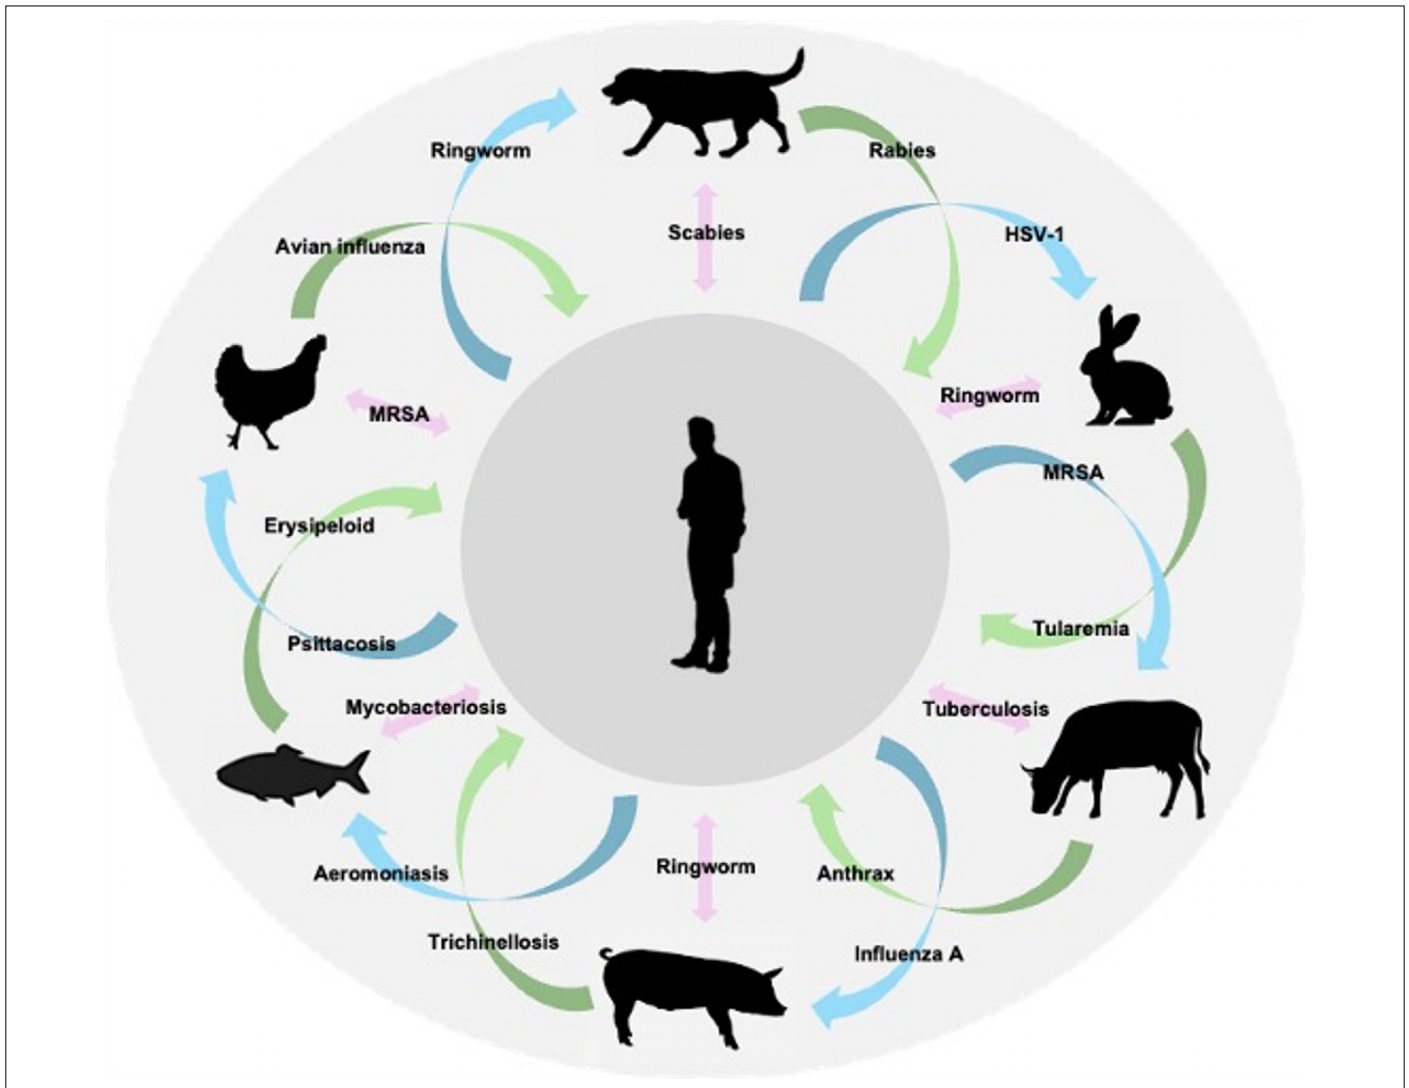 Ringworm
Rabies
Scabies
HSV-1
Avian influenza
Ringworm
MRSA
MRSA
Erysipeloid
Tularemia
Psittacosis
Mycobacteriosis
Tuberculosis
Ringworm
Aeromoniasis
Anthrax
Trichinellosis
Influenza A